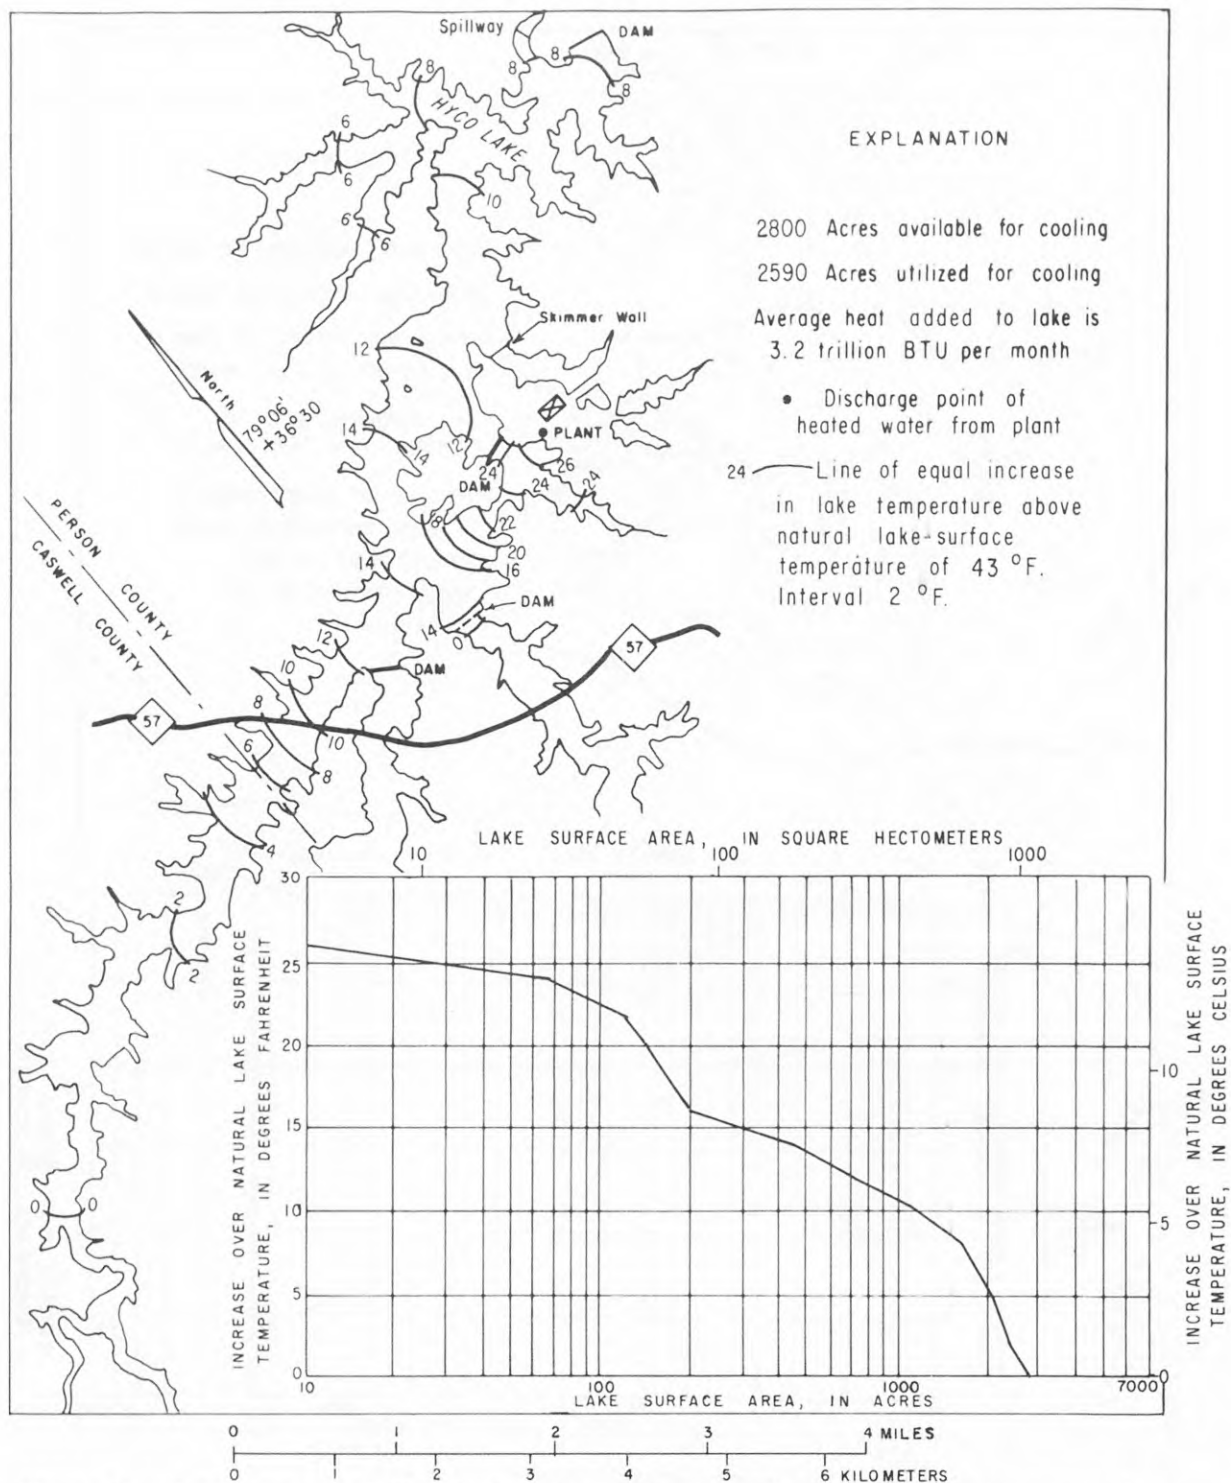 Spillway
DAM
8
8
8
8
8
HYCO LAKE
6
6
10
6
6
Skimmer Wall
12
North
79°06'
+36°30
14
14
12
PLANT
24
26
24
24
DAM
8
22
20
16
14
DAM
14
0
PERSON COUNTY
CASWELL COUNTY
12
DAM
57
10
8
57
10
6
8
4
2
2
0
0
EXPLANATION
2800 Acres available for cooling
2590 Acres utilized for cooling
Average heat added to lake is
3.2 trillion BTU per month
• Discharge point of
heated water from plant
24 Line of equal increase
in lake temperature above
natural lake-surface
temperature of 43 °F.
Interval 2 °F.
LAKE SURFACE AREA, IN SQUARE HECTOMETERS
10 100 1000
INCREASE OVER NATURAL LAKE SURFACE
TEMPERATURE, IN DEGREES FAHRENHEIT
30
25
20
15
10
5
0
INCREASE OVER NATURAL LAKE SURFACE
TEMPERATURE, IN DEGREES CELSIUS
10
5
0
10 100 1000 7000
LAKE SURFACE AREA, IN ACRES
0 1 2 3 4 MILES
0 1 2 3 4 5 6 KILOMETERS